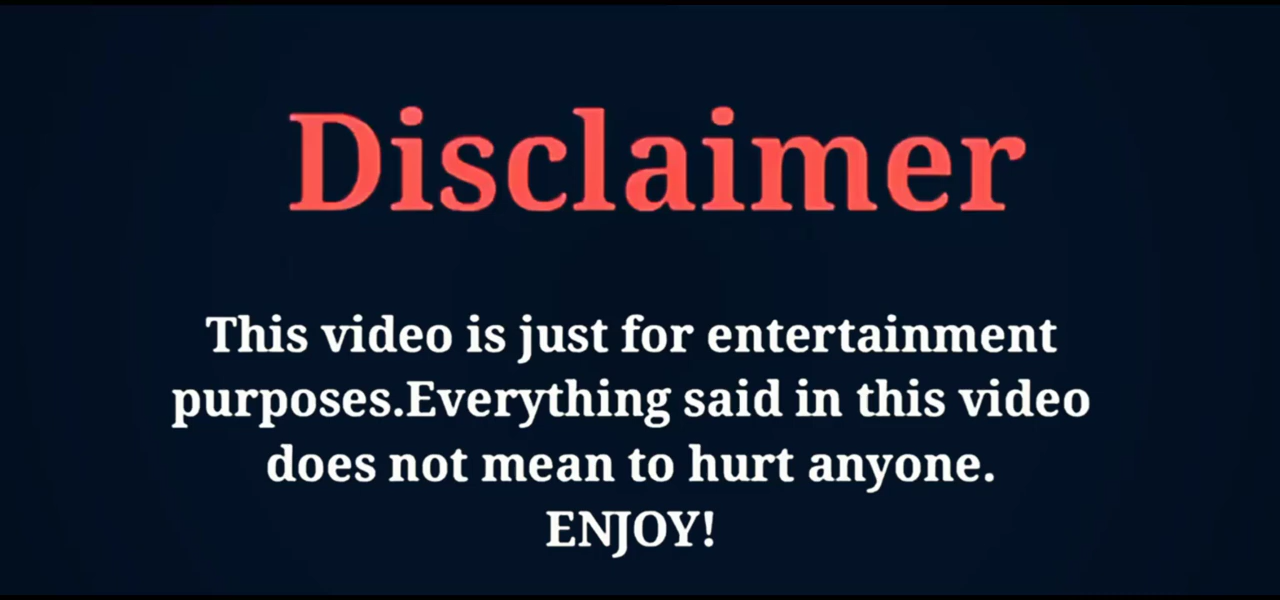 Disclaimer
This video is just for entertainment
purposes.Everything said in this video
does not mean to hurt anyone.
ENJOY!